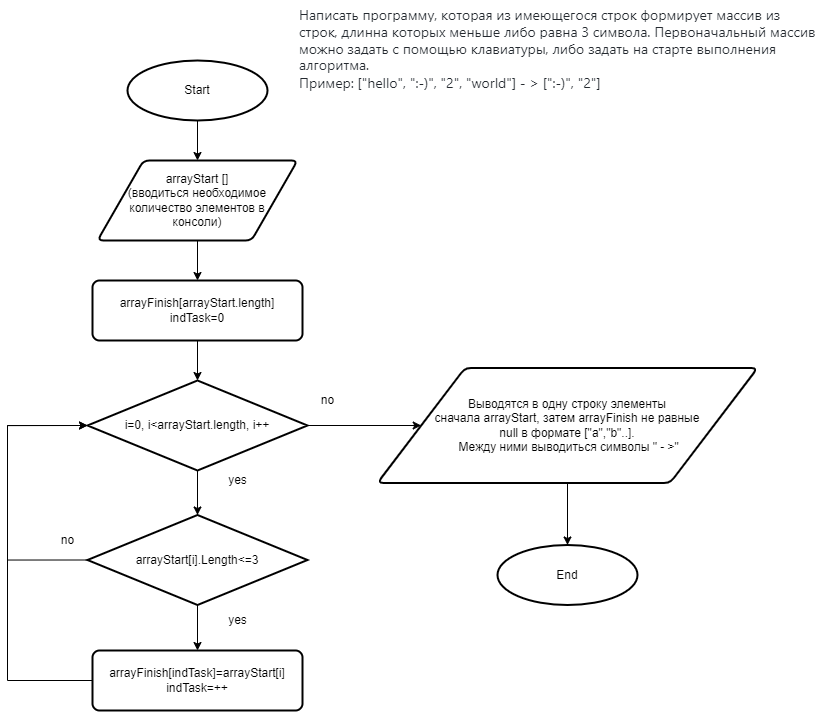 Написать программу, которая из имеющегося строк формирует массив из
строк, длинна которых меньше либо равна 3 символа. Первоначальный массив
можно задать с помощью клавиатуры, либо задать на старте выполнения
алгоритма.
Пример: ["hello", ":-)", "2", "world"] - > [":-)", "2"]
Start
arrayStart []
(вводиться необходимое
количество элементов в
консоли)
arrayFinish[arrayStart.length]
indTask=0
i=0, i<arrayStart.length, i++
no
yes
Выводятся в одну строку элементы
сначала arrayStart, затем arrayFinish не равные
null в формате ["a","b"..].
Между ними выводиться символы " - >"
arrayStart[i].Length<=3
no
yes
End
arrayFinish[indTask]=arrayStart[i]
indTask=++